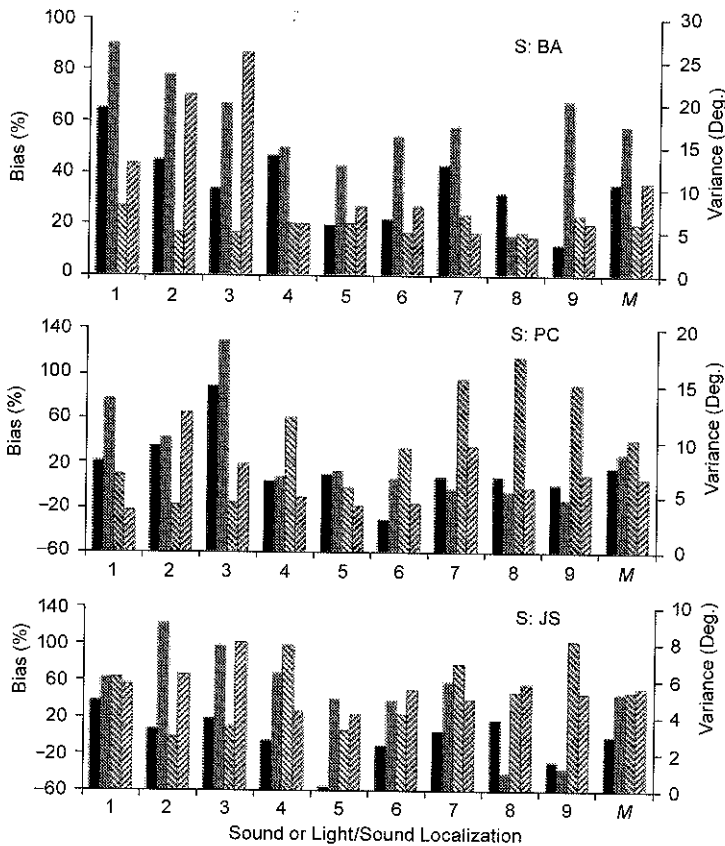 S: BA
100
80
60
40
20
0
Bias (%)
30
25
20
15
10
5
0
Variance (Deg.)
1 2 3 4 5 6 7 8 9 M
S: PC
140
100
60
20
–20
–60
Bias (%)
20
15
10
5
0
Variance (Deg.)
1 2 3 4 5 6 7 8 9 M
S: JS
140
100
60
20
–20
–60
Bias (%)
10
8
6
4
2
0
Variance (Deg.)
1 2 3 4 5 6 7 8 9 M
Sound or Light/Sound Localization